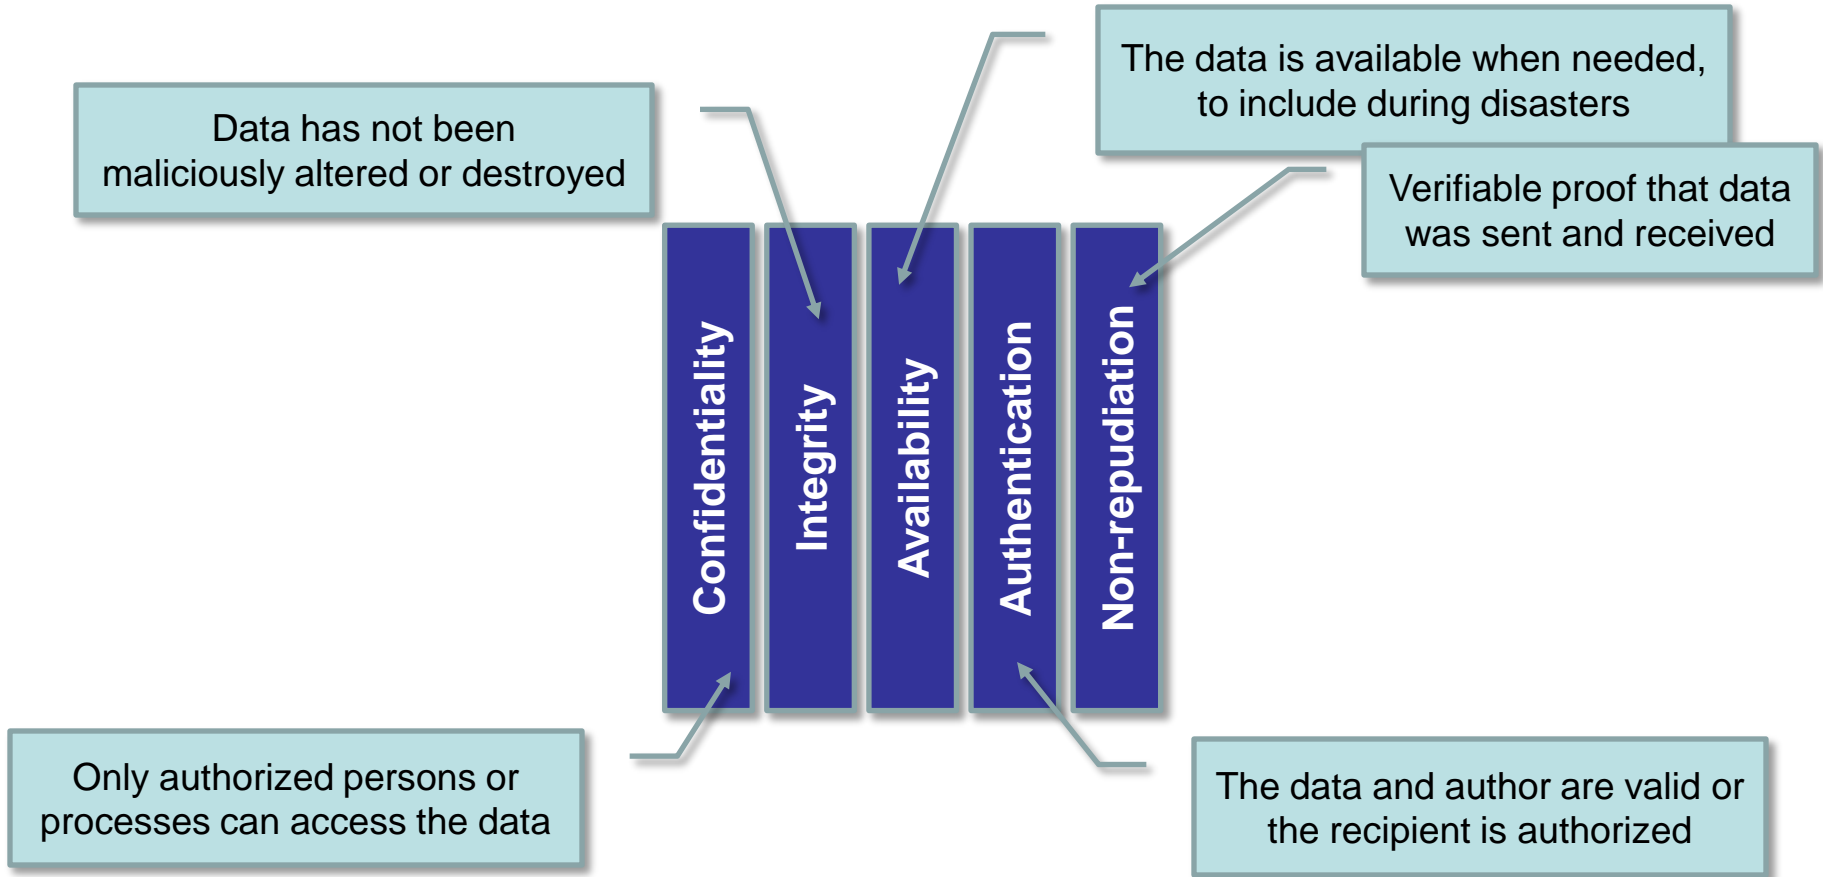 The data is available when needed,
to include during disasters
Data has not been
maliciously altered or destroyed
Verifiable proof that data
was sent and received
Confidentiality
Integrity
Availability
Authentication
Non-repudiation
Only authorized persons or
processes can access the data
The data and author are valid or
the recipient is authorized